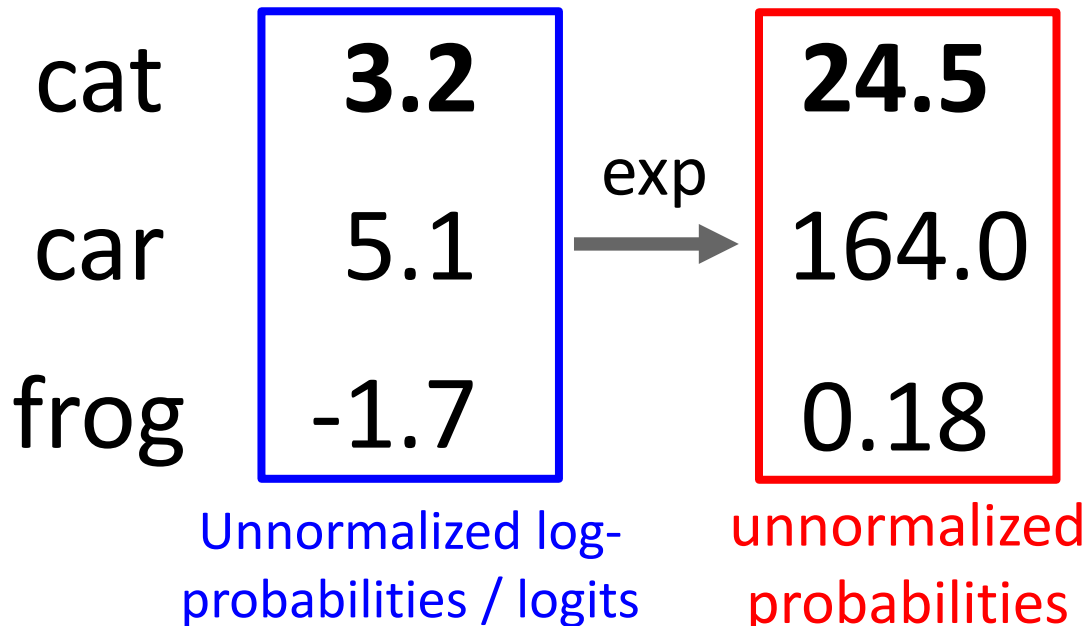 cat 3.2 24.5
exp
car 5.1 164.0
frog -1.7 0.18
Unnormalized log-
probabilities / logits
unnormalized
probabilities